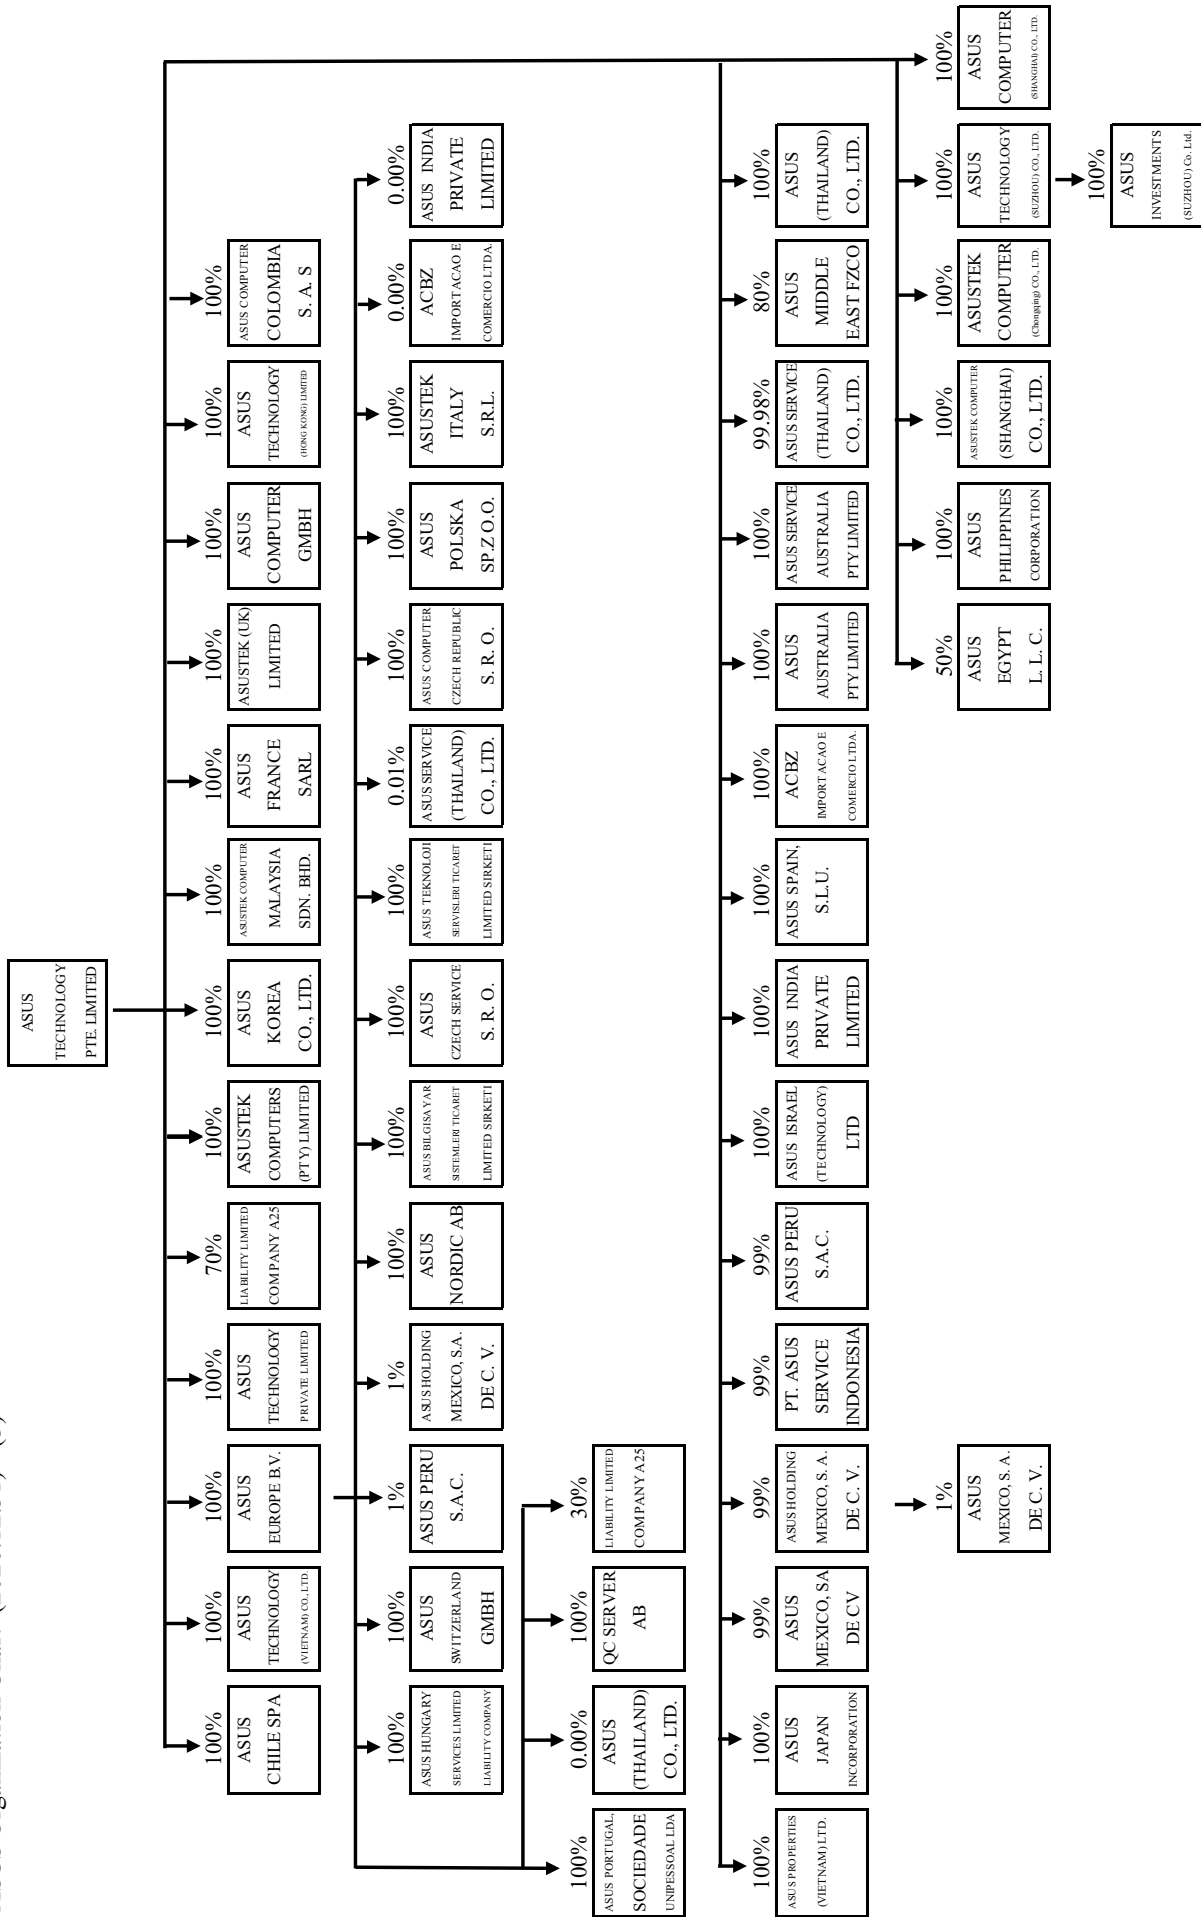 ASUS
TECHNOLOGY
PTE. LIMITED
100%
ASUS
CHILE SPA
100%
ASUS
TECHNOLOGY
(VIETNAM) CO., LTD.
100%
ASUS
EUROPE B.V.
100%
ASUS
TECHNOLOGY
PRIVATE LIMITED
70%
LIABILITY LIMITED
COMPANY A25
100%
ASUSTEK
COMPUTERS
(PTY) LIMITED
100%
ASUS
KOREA
CO., LTD.
100%
ASUSTEK COMPUTER
MALAYSIA
SDN. BHD.
100%
ASUS
FRANCE
SARL
100%
ASUSTEK (UK)
LIMITED
100%
ASUS
COMPUTER
GMBH
100%
ASUS
TECHNOLOGY
(HONG KONG) LIMITED
100%
ASUS COMPUTER
COLOMBIA
S. A. S
100%
ASUS HUNGARY
SERVICES LIMITED
LIABILITY COMPANY
100%
ASUS
SWITZERLAND
GMBH
1%
ASUS PERU
S.A.C.
1%
ASUS HOLDING
MEXICO, S.A.
DE C. V.
100%
ASUS
NORDIC AB
100%
ASUS BILGISAYAR
SISTEMLERI TICARET
LIMITED SIRKETI
100%
ASUS
CZECH SERVICE
S. R. O.
100%
ASUS TEKNOLOJI
SERVISLERI TICARET
LIMITED SIRKETI
0.01%
ASUS SERVICE
(THAILAND)
CO., LTD.
100%
ASUS COMPUTER
CZECH REPUBLIC
S. R. O.
100%
ASUS
POLSKA
SP.Z O.O.
100%
ASUSTEK
ITALY
S.R.L.
0.00%
ACBZ
IMPORTACAO E
COMERCIO LTDA.
0.00%
ASUS INDIA
PRIVATE
LIMITED
100%
ASUS PORTUGAL,
SOCIEDADE
UNIPESSOAL LDA
0.00%
ASUS
(THAILAND)
CO., LTD.
100%
QC SERVER
AB
30%
LIABILITY LIMITED
COMPANY A25
100%
ASUS PROPERTIES
(VIETNAM) LTD.
100%
ASUS
JAPAN
INCORPORATION
99%
ASUS
MEXICO, SA
DE CV
99%
ASUS HOLDING
MEXICO, S. A.
DE C. V.
99%
PT. ASUS
SERVICE
INDONESIA
99%
ASUS PERU
S.A.C.
100%
ASUS ISRAEL
(TECHNOLOGY)
LTD
100%
ASUS INDIA
PRIVATE
LIMITED
100%
ASUS SPAIN,
S.L.U.
100%
ACBZ
IMPORTACAO E
COMERCIO LTDA.
100%
ASUS
AUSTRALIA
PTY LIMITED
100%
ASUS SERVICE
AUSTRALIA
PTY LIMITED
99.98%
ASUS SERVICE
(THAILAND)
CO., LTD.
80%
ASUS
MIDDLE
EAST FZCO
100%
ASUS
(THAILAND)
CO., LTD.
1%
ASUS
MEXICO, S. A.
DE C. V.
50%
ASUS
EGYPT
L. L. C.
100%
ASUS
PHILIPPINES
CORPORATION
100%
ASUSTEK COMPUTER
(SHANGHAI)
CO., LTD.
100%
ASUSTEK
COMPUTER
(Chongqing) CO., LTD.
100%
ASUS
TECHNOLOGY
(SUZHOU) CO., LTD.
100%
ASUS
COMPUTER
(SHANGHAI) CO., LTD.
100%
ASUS
INVESTMENTS
(SUZHOU) Co. Ltd.